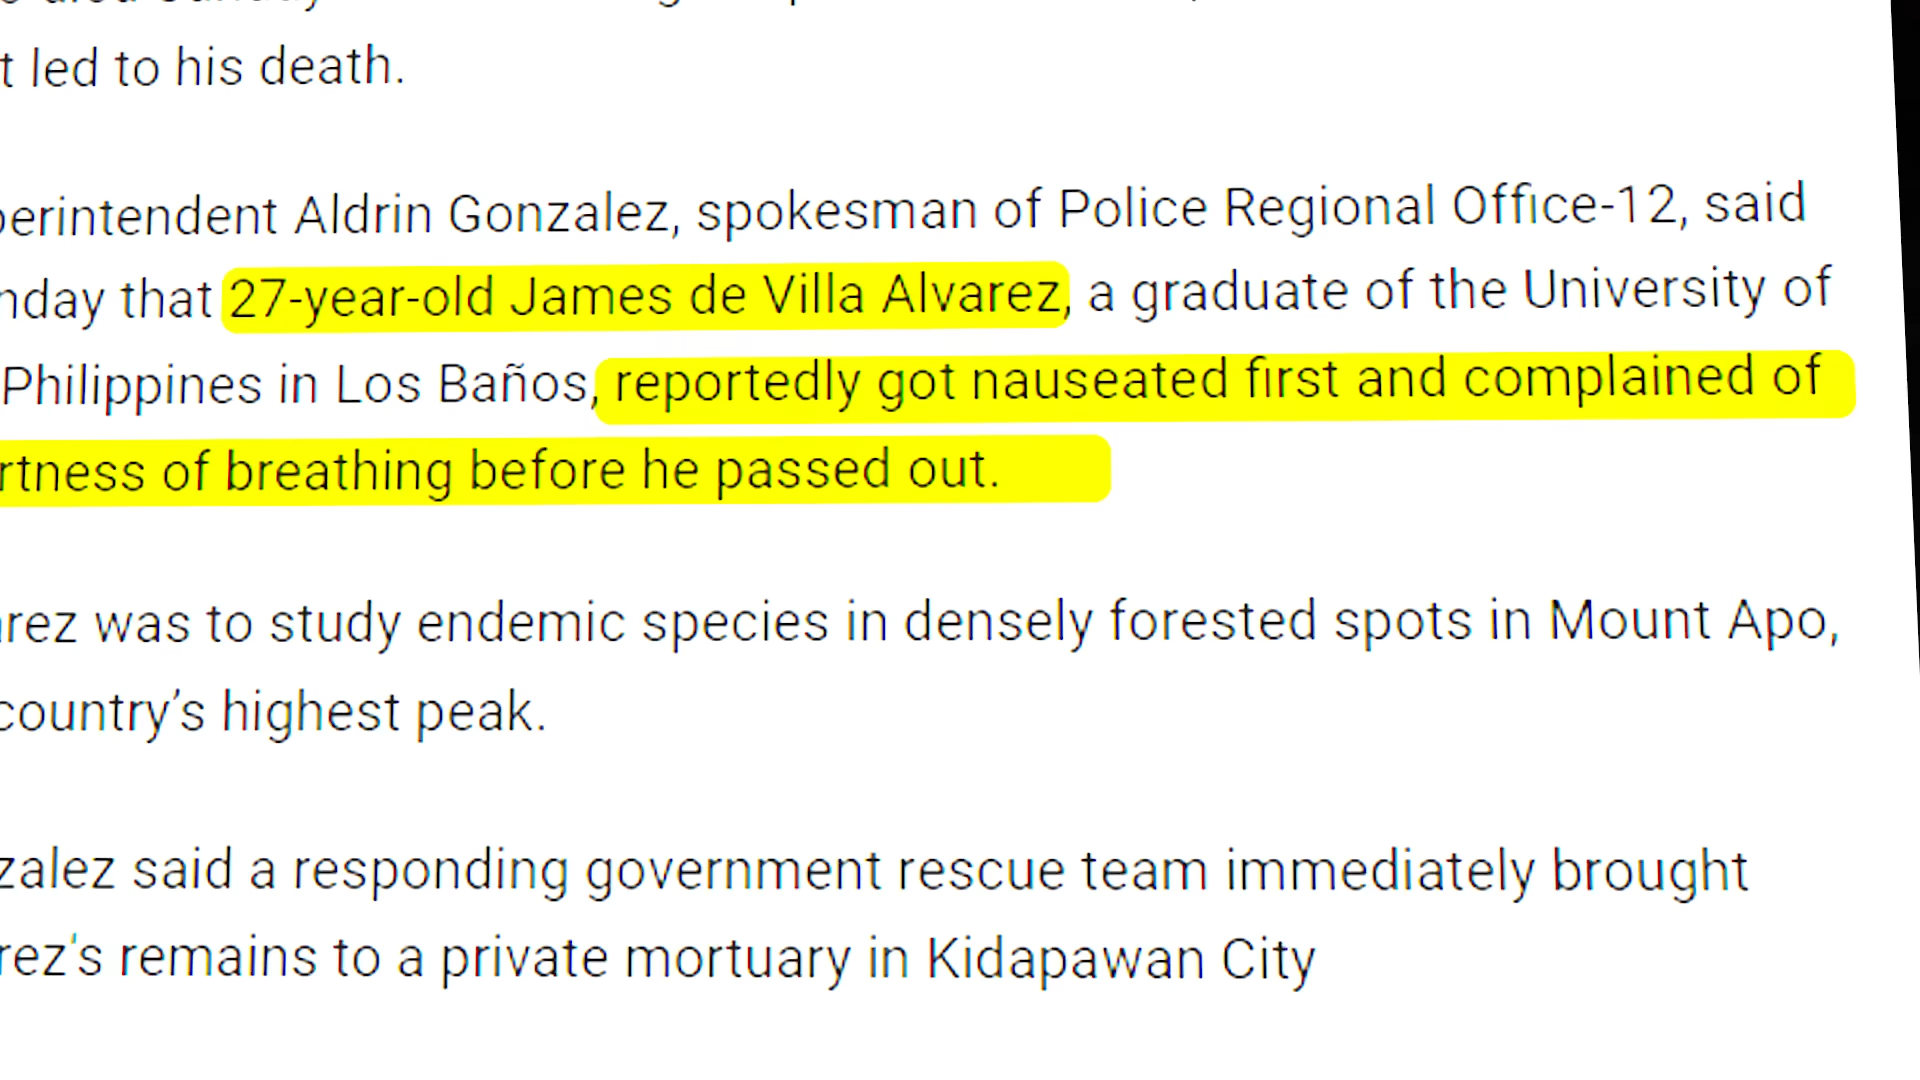 t led to his death.
perintendent Aldrin Gonzalez, spokesman of Police Regional Office-12, said
nday that 27-year-old James de Villa Alvarez, a graduate of the University of
Philippines in Los Baños, reportedly got nauseated first and complained of
rtness of breathing before he passed out.
arez was to study endemic species in densely forested spots in Mount Apo,
country’s highest peak.
zalez said a responding government rescue team immediately brought
rez's remains to a private mortuary in Kidapawan City